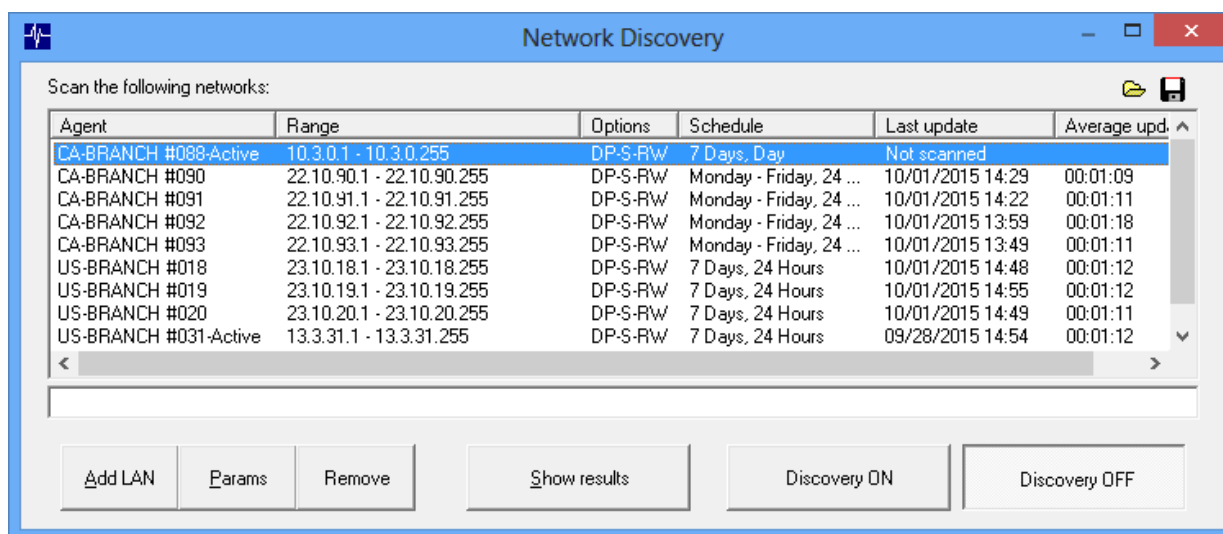 Network Discovery
Scan the following networks:
Agent Range Options Schedule Last update Average upd
CA-BRANCH #088-Active 10.3.0.1 - 10.3.0.255 DP-S-RW 7 Days, Day Not scanned
CA-BRANCH #090 22.10.90.1 - 22.10.90.255 DP-S-RW Monday - Friday, 24 ... 10/01/2015 14:29 00:01:09
CA-BRANCH #091 22.10.91.1 - 22.10.91.255 DP-S-RW Monday - Friday, 24 ... 10/01/2015 14:22 00:01:11
CA-BRANCH #092 22.10.92.1 - 22.10.92.255 DP-S-RW Monday - Friday, 24 ... 10/01/2015 13:59 00:01:18
CA-BRANCH #093 22.10.93.1 - 22.10.93.255 DP-S-RW Monday - Friday, 24 ... 10/01/2015 13:49 00:01:11
US-BRANCH #018 23.10.18.1 - 23.10.18.255 DP-S-RW 7 Days, 24 Hours 10/01/2015 14:48 00:01:12
US-BRANCH #019 23.10.19.1 - 23.10.19.255 DP-S-RW 7 Days, 24 Hours 10/01/2015 14:55 00:01:12
US-BRANCH #020 23.10.20.1 - 23.10.20.255 DP-S-RW 7 Days, 24 Hours 10/01/2015 14:49 00:01:11
US-BRANCH #031-Active 13.3.31.1 - 13.3.31.255 DP-S-RW 7 Days, 24 Hours 09/28/2015 14:54 00:01:12
Add LAN Params Remove Show results Discovery ON Discovery OFF